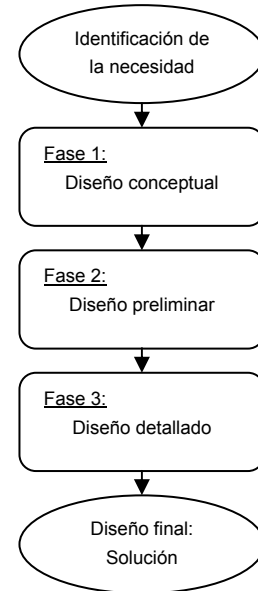 Identificación de
la necesidad
Fase 1:
Diseño conceptual
Fase 2:
Diseño preliminar
Fase 3:
Diseño detallado
Diseño final:
Solución